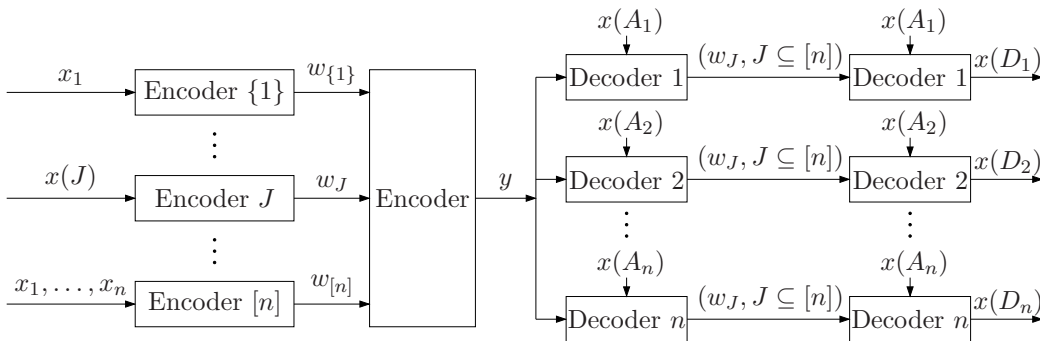 x_1
Encoder {1}
w_{1}
x(J)
Encoder J
w_J
x_1, ..., x_n
Encoder [n]
w_[n]
Encoder
y
x(A_1)
Decoder 1
(w_J, J ⊆ [n])
x(A_1)
Decoder 1
x(D_1)
x(A_2)
Decoder 2
(w_J, J ⊆ [n])
x(A_2)
Decoder 2
x(D_2)
x(A_n)
Decoder n
(w_J, J ⊆ [n])
x(A_n)
Decoder n
x(D_n)